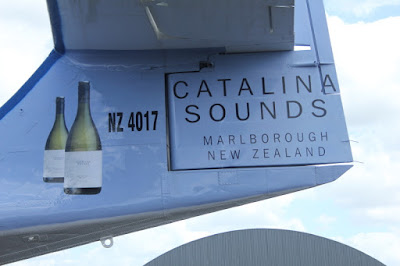 NZ 4017
CATALINA
SOUNDS
MARLBOROUGH
NEW ZEALAND